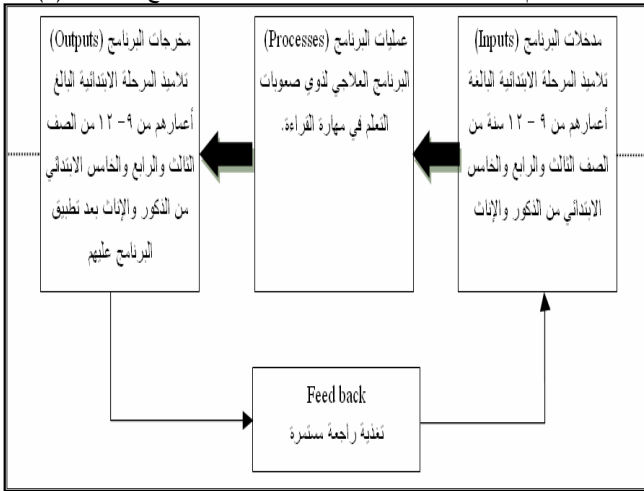 مدخلات البرنامج (Inputs)
تلاميذ المرحلة الابتدائية البالغة
أعمارهم من ٩ - ١٢ سنة من
الصف الثالث والرابع والخامس
الابتدائي من الذكور والإناث
عمليات البرنامج (Processes)
البرنامج العلاجي لذوي صعوبات
التعلم في مهارة القراءة.
مخرجات البرنامج (Outputs)
تلاميذ المرحلة الابتدائية البالغ
أعمارهم من ٩- ١٢ من الصف
الثالث والرابع والخامس الابتدائي
من الذكور والإناث بعد تطبيق
البرنامج عليهم
Feed back
تغذية راجعة مستمرة